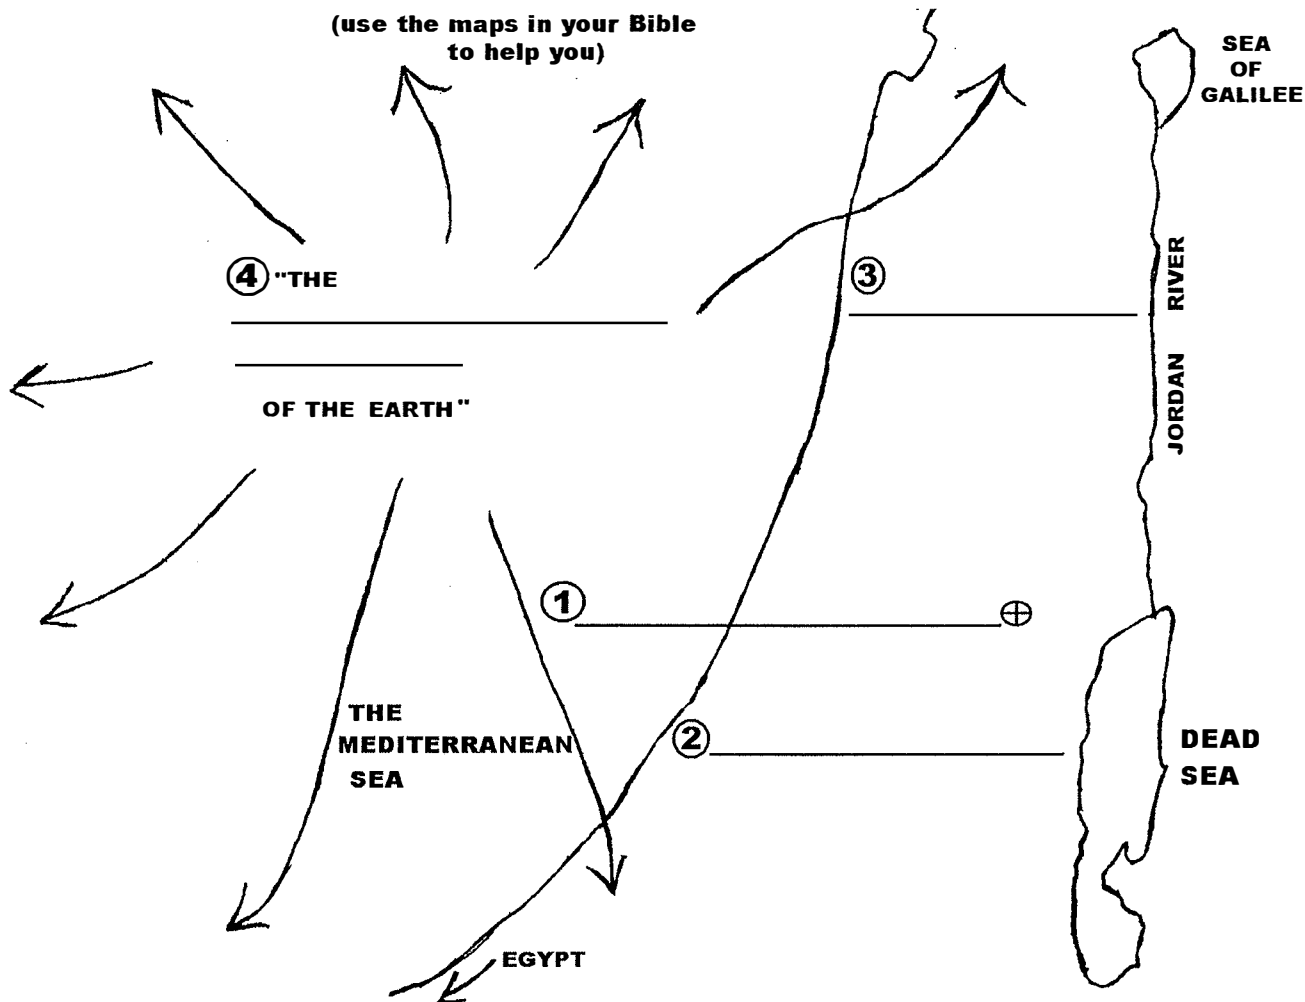 (use the maps in your Bible
to help you)
SEA
OF
GALILEE
4 "THE
OF THE EARTH"
3
JORDAN RIVER
1
2
THE
MEDITERRANEAN
SEA
DEAD
SEA
EGYPT